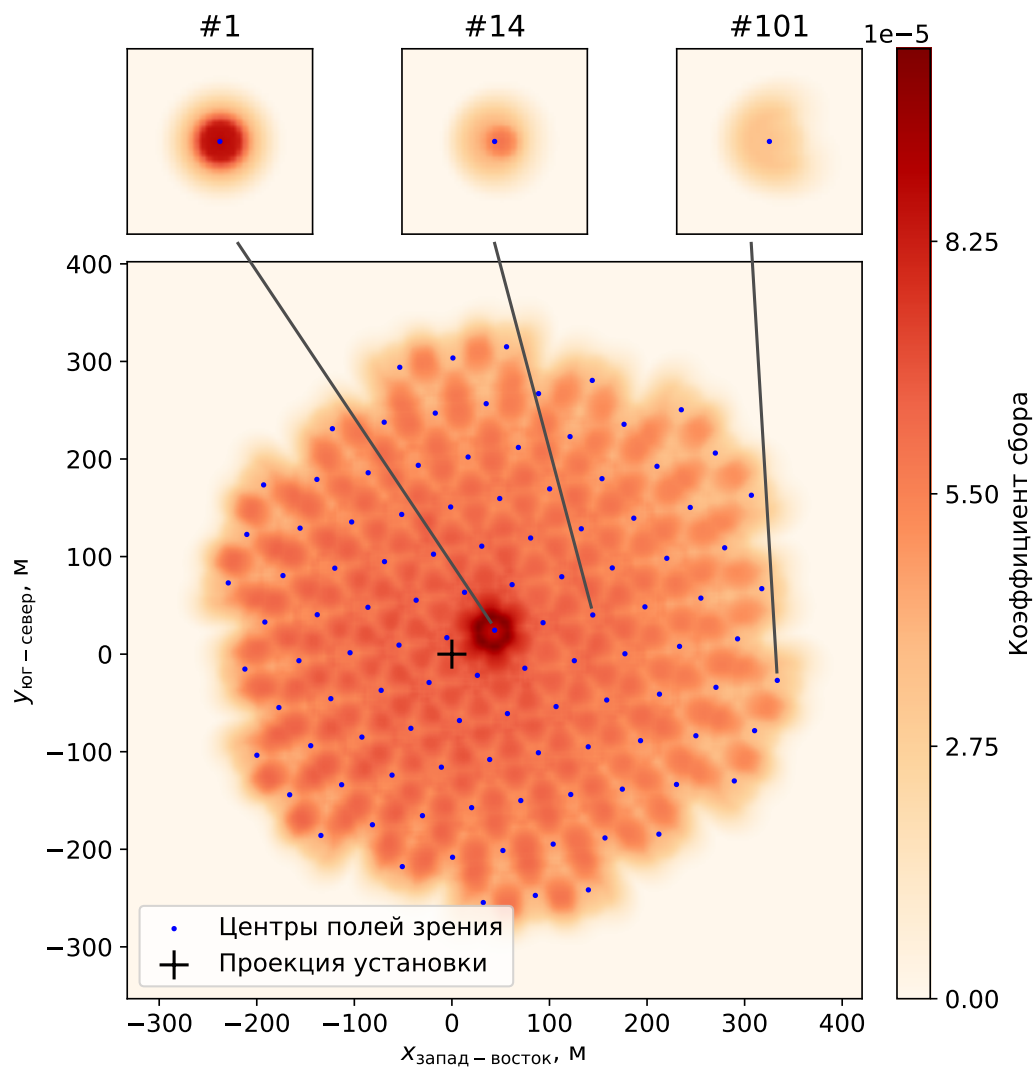 #1 #14 #101
1e−5
8.25
5.50
2.75
0.00
Коэффициент сбора
400
300
200
100
0
−100
−200
−300
yюг−север, м
Центры полей зрения
Проекция установки
−300 −200 −100 0 100 200 300 400
xзапад−восток, м